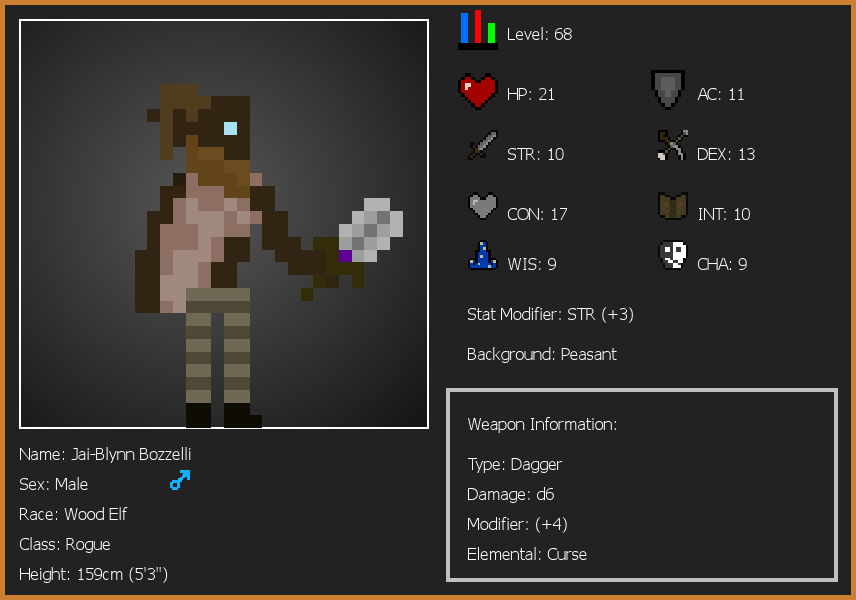 Level: 68
HP: 21
AC: 11
STR: 10
DEX: 13
CON: 17
INT: 10
WIS: 9
CHA: 9
Stat Modifier: STR (+3)
Background: Peasant
Weapon Information:
Type: Dagger
Damage: d6
Modifier: (+4)
Elemental: Curse
Name: Jai-Blynn Bozzelli
Sex: Male
Race: Wood Elf
Class: Rogue
Height: 159cm (5'3")